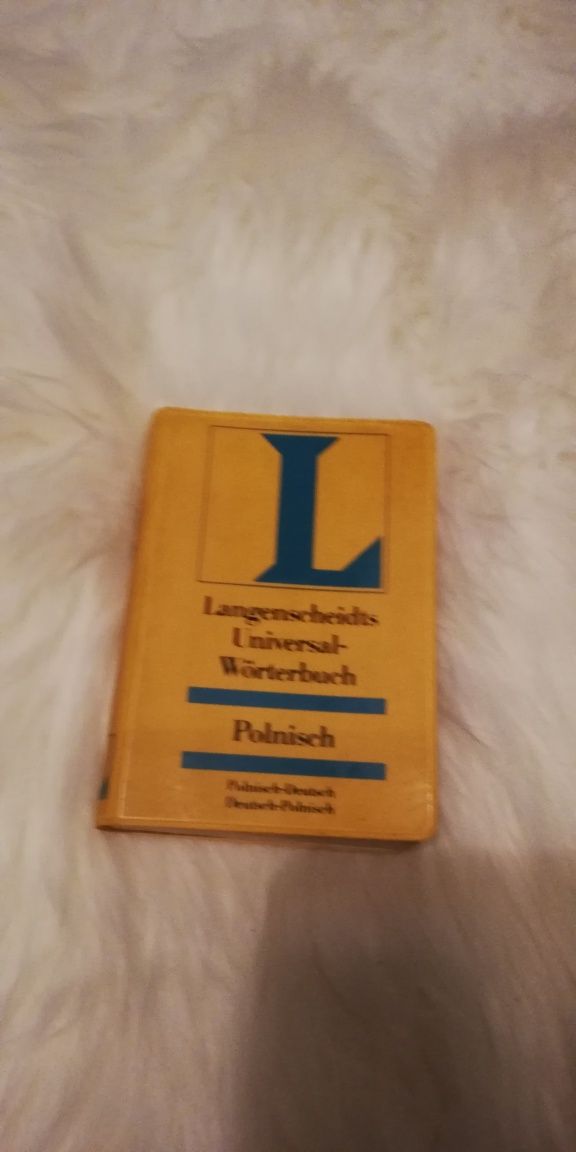 L
Langenscheidts
Universal-
Wörterbuch
Polnisch
Polnisch-Deutsch
Deutsch-Polnisch